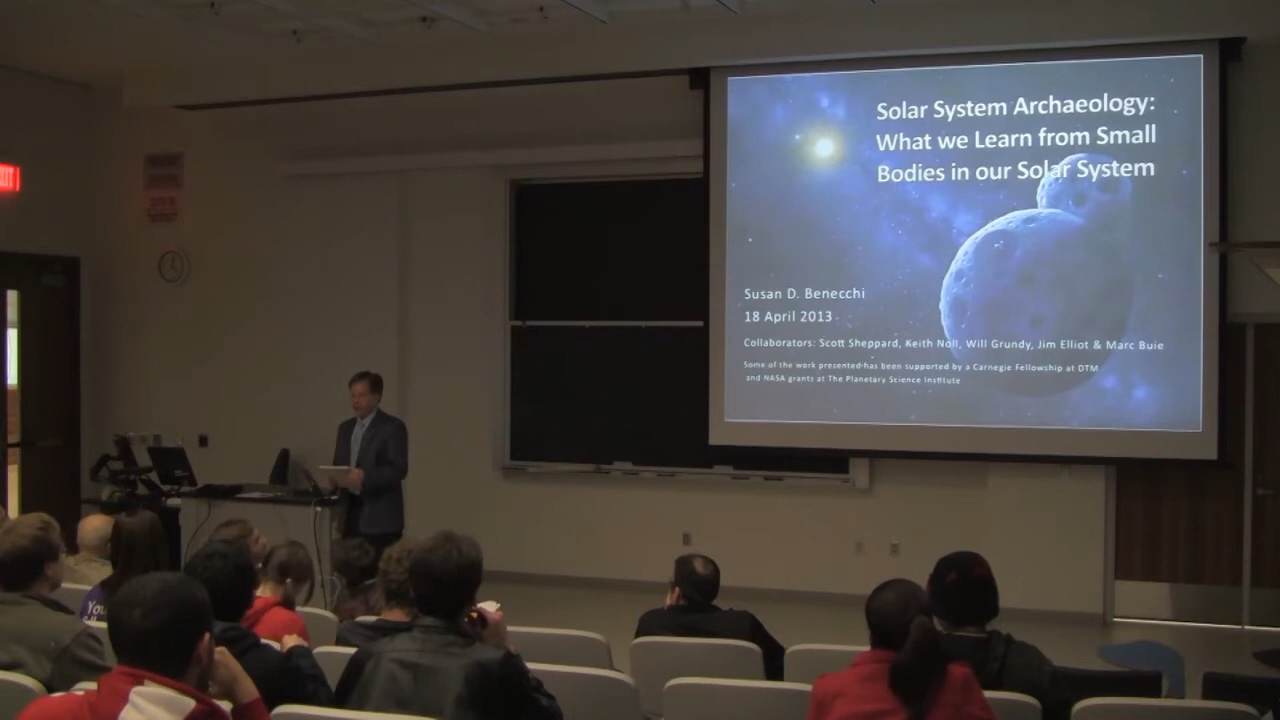 Solar System Archaeology:
What we Learn from Small
Bodies in our Solar System
Susan D. Benecchi
18 April 2013
Collaborators: Scott Sheppard, Keith Noll, Will Grundy, Jim Elliot & Marc Buie
Some of the work presented has been supported by a Carnegie Fellowship at DTM
and NASA grants at The Planetary Science Institute
You